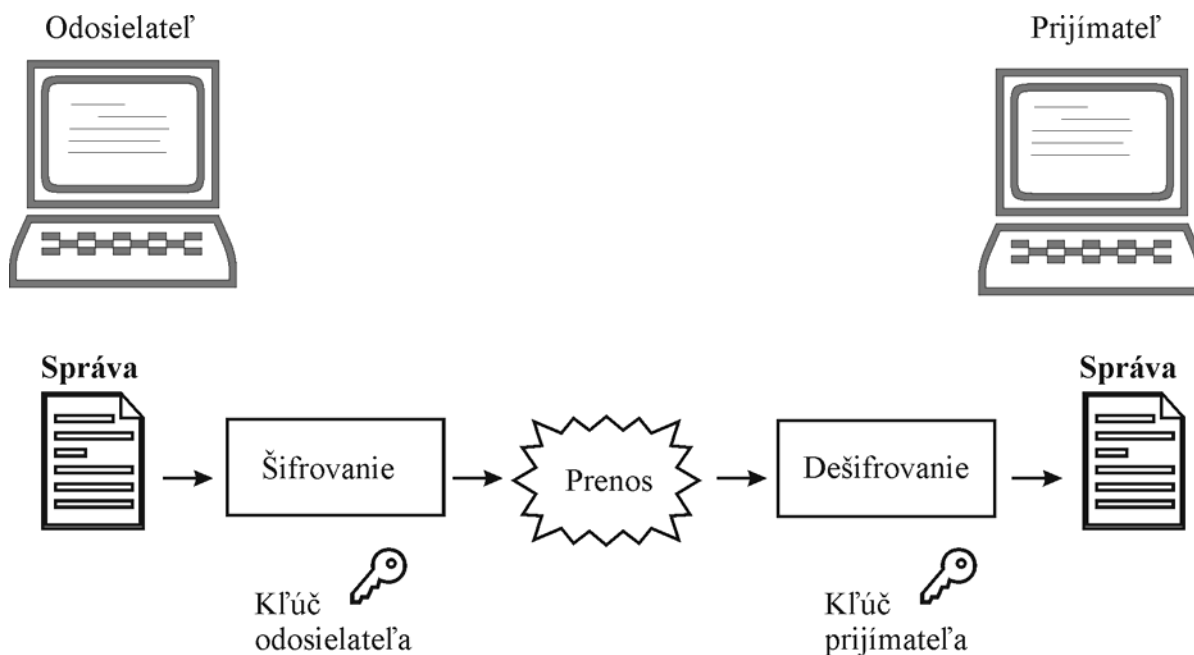 Odosielateľ
Prijímateľ
Správa
Správa
Šifrovanie
Prenos
Dešifrovanie
Kľúč
odosielateľa
Kľúč
prijímateľa